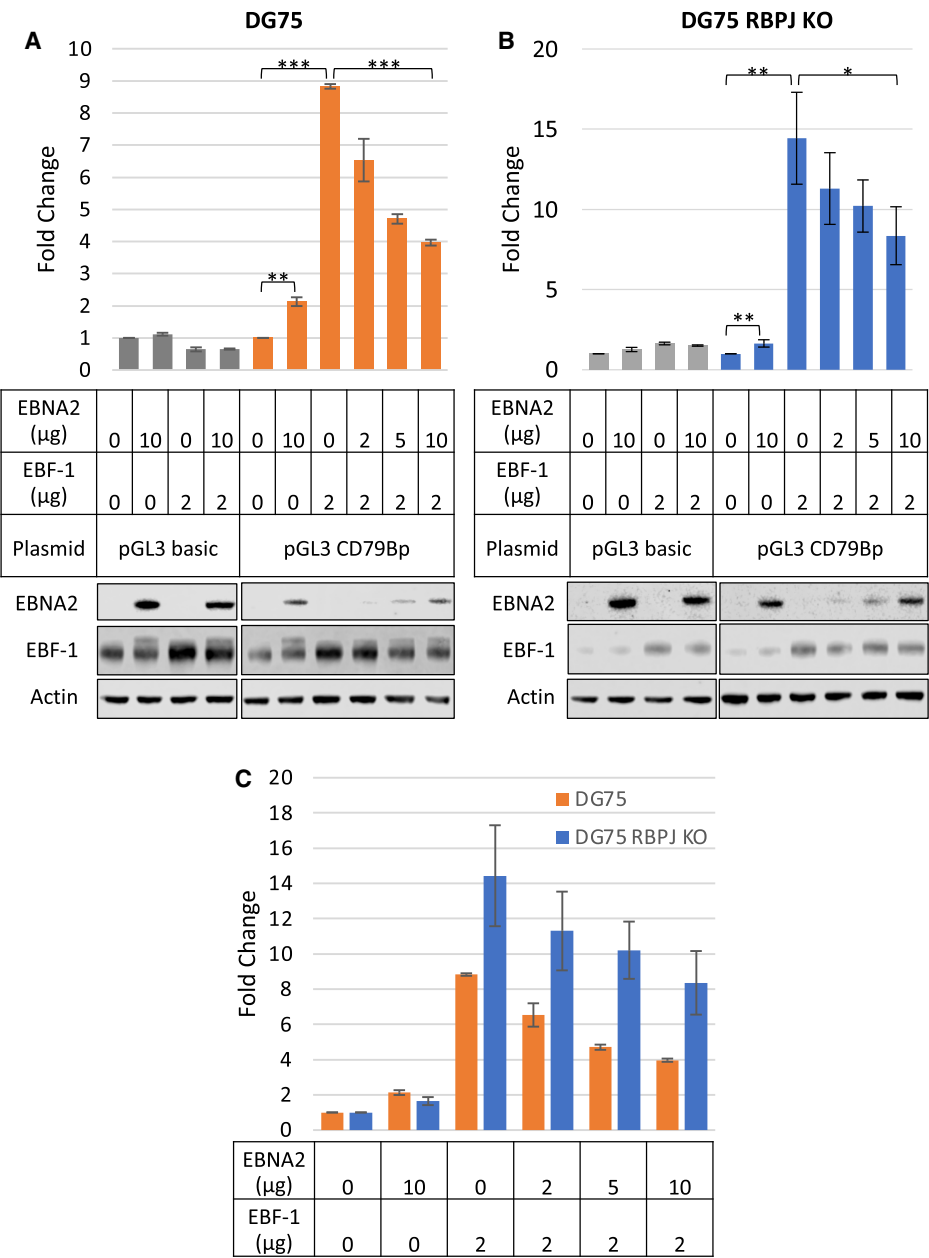 A
DG75
Fold Change
10
9
8
7
6
5
4
3
2
1
0
***
***
**
EBNA2 (µg) 0 10 0 10 0 10 0 2 5 10
EBF-1 (µg) 0 0 2 2 0 0 2 2 2 2
Plasmid pGL3 basic pGL3 CD79Bp
EBNA2
EBF-1
Actin
B
DG75 RBPJ KO
Fold Change
20
15
10
5
0
**
*
**
EBNA2 (µg) 0 10 0 10 0 10 0 2 5 10
EBF-1 (µg) 0 0 2 2 0 0 2 2 2 2
Plasmid pGL3 basic pGL3 CD79Bp
EBNA2
EBF-1
Actin
C
Fold Change
20
18
16
14
12
10
8
6
4
2
0
DG75
DG75 RBPJ KO
EBNA2 (µg) 0 10 0 2 5 10
EBF-1 (µg) 0 0 2 2 2 2